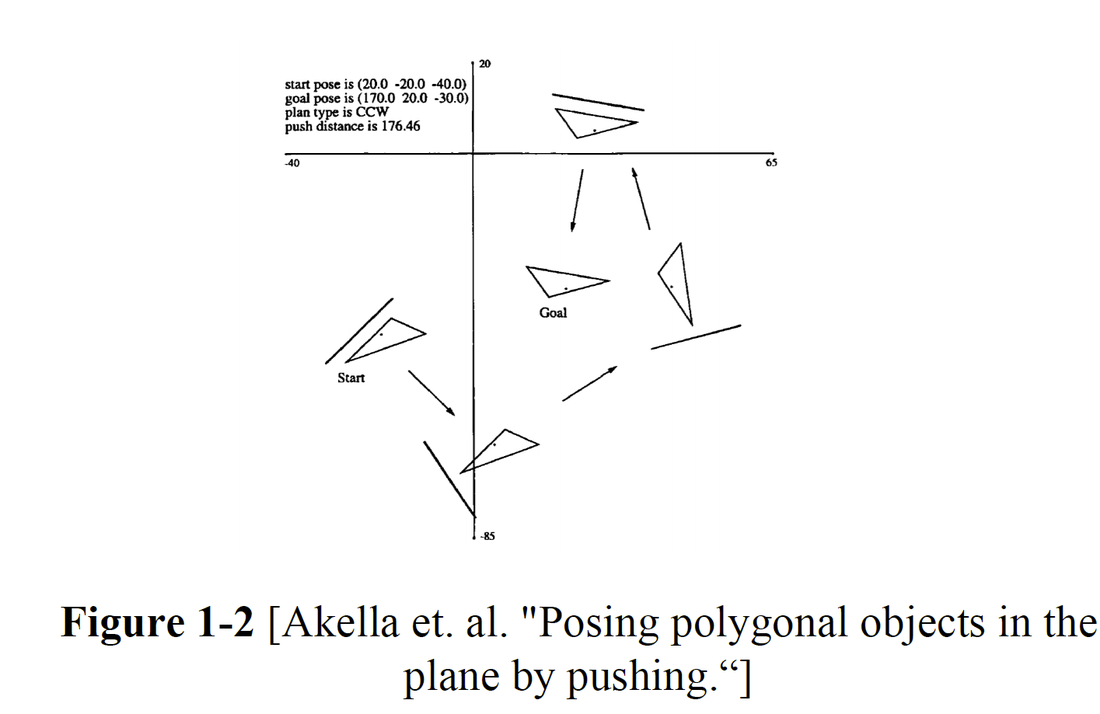 20
start pose is (20.0 -20.0 -40.0)
goal pose is (170.0 20.0 -30.0)
plan type is CCW
push distance is 176.46
-40
65
Goal
Start
-85
Figure 1-2 [Akella et. al. "Posing polygonal objects in the
plane by pushing.“]